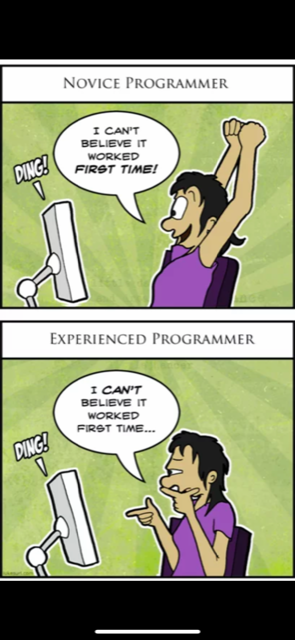 NOVICE PROGRAMMER
DING!
I CAN'T
BELIEVE IT
WORKED
FIRST TIME!
EXPERIENCED PROGRAMMER
DING!
I CAN'T
BELIEVE IT
WORKED
FIRST TIME...